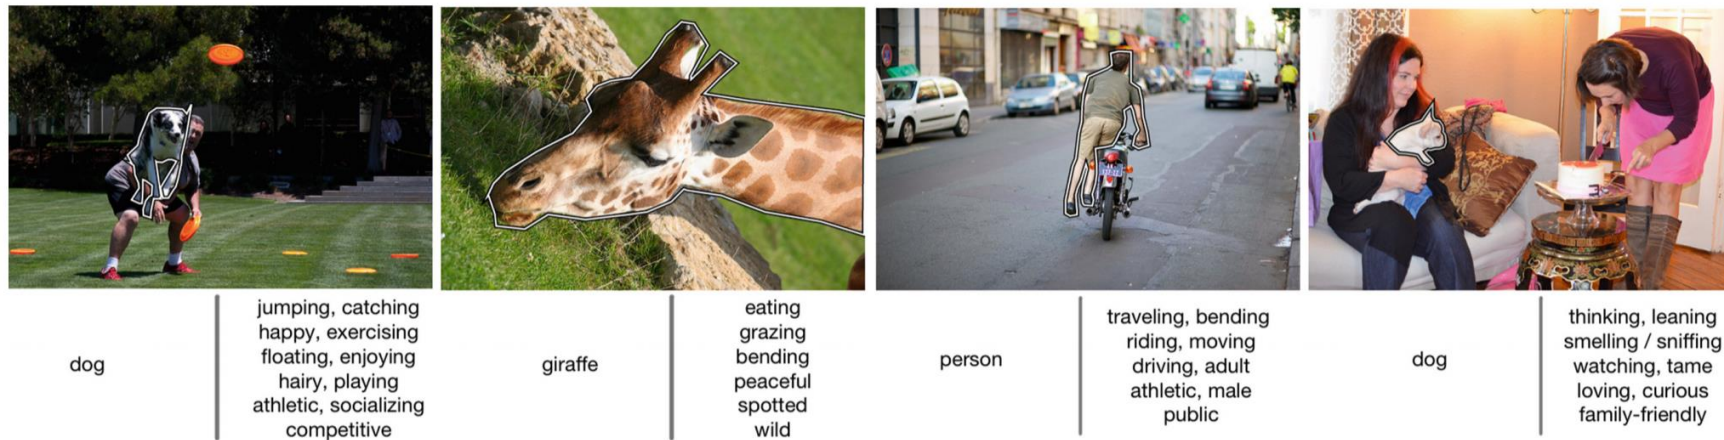 dog
jumping, catching
happy, exercising
floating, enjoying
hairy, playing
athletic, socializing
competitive
giraffe
eating
grazing
bending
peaceful
spotted
wild
person
traveling, bending
riding, moving
driving, adult
athletic, male
public
dog
thinking, leaning
smelling / sniffing
watching, tame
loving, curious
family-friendly